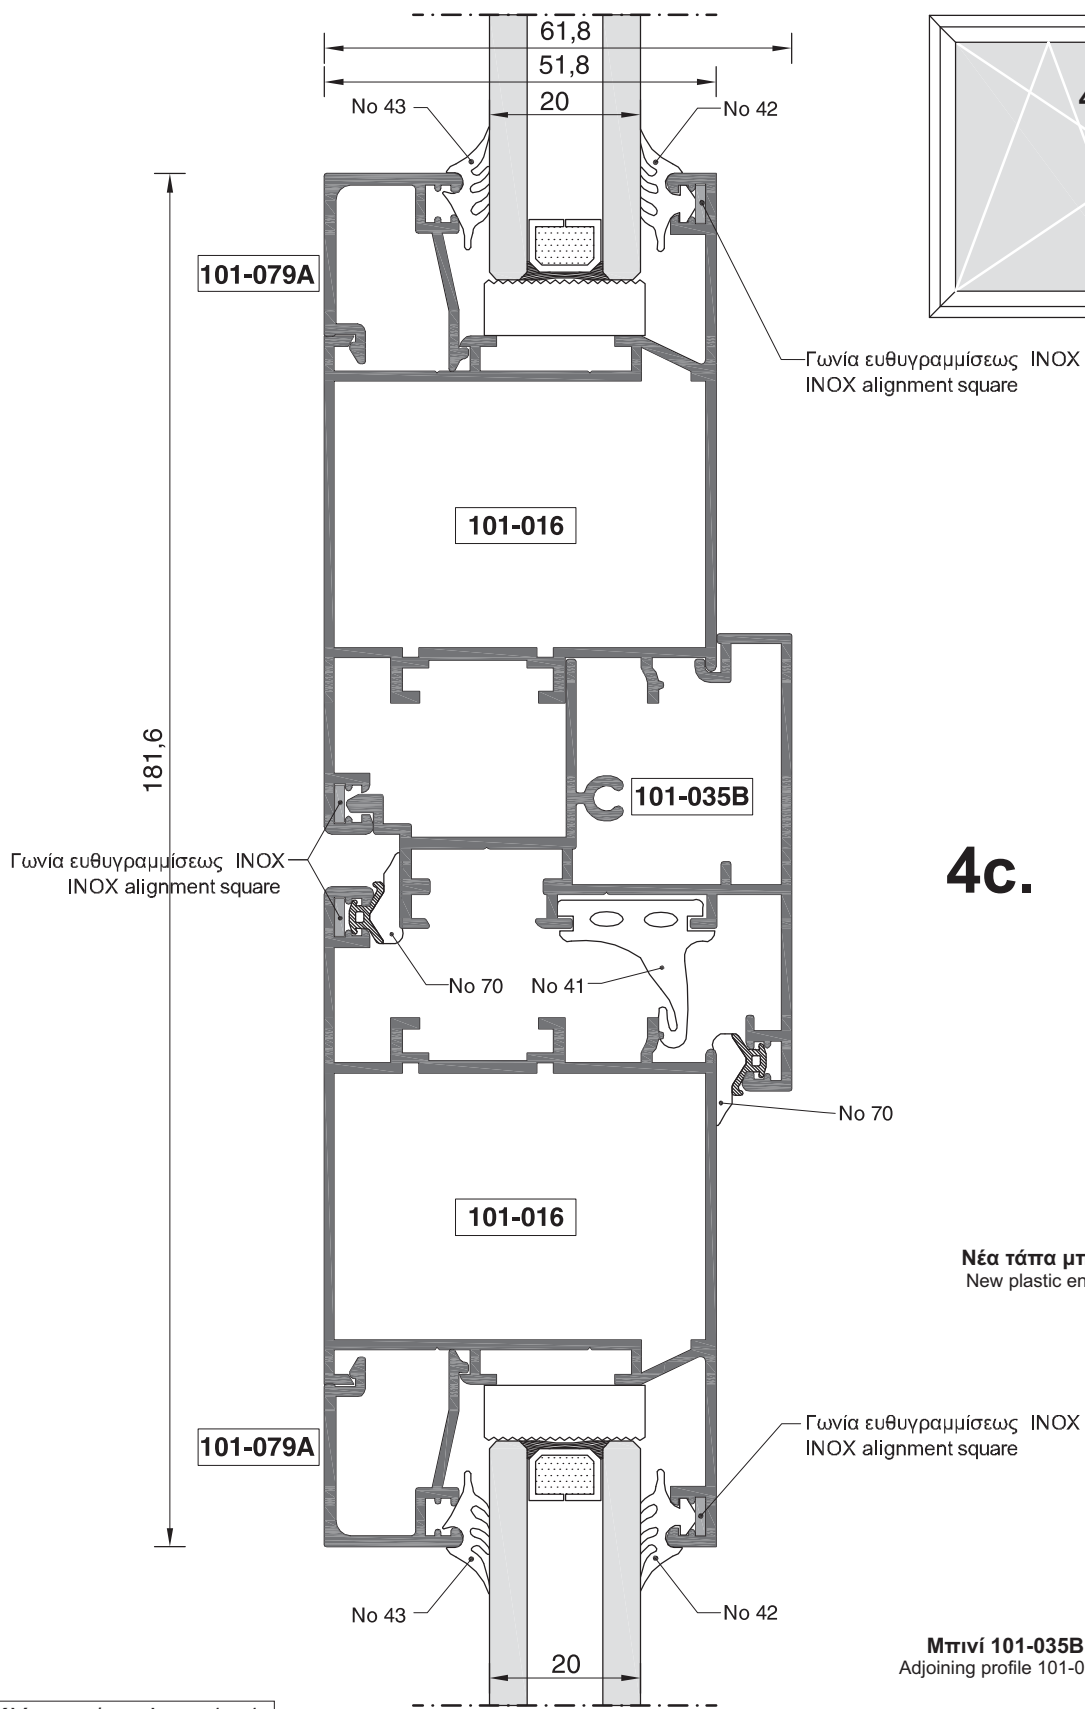 61,8
51,8
20
No 43
No 42
4
101-079A
Γωνία ευθυγραμμίσεως INOX
INOX alignment square
101-016
181,6
101-035B
Γωνία ευθυγραμμίσεως INOX
INOX alignment square
4c.
No 70
No 41
No 70
101-016
Νέα τάπα μπ
New plastic en
101-079A
Γωνία ευθυγραμμίσεως INOX
INOX alignment square
No 43
No 42
20
Μπινί 101-035B
Adjoining profile 101-0